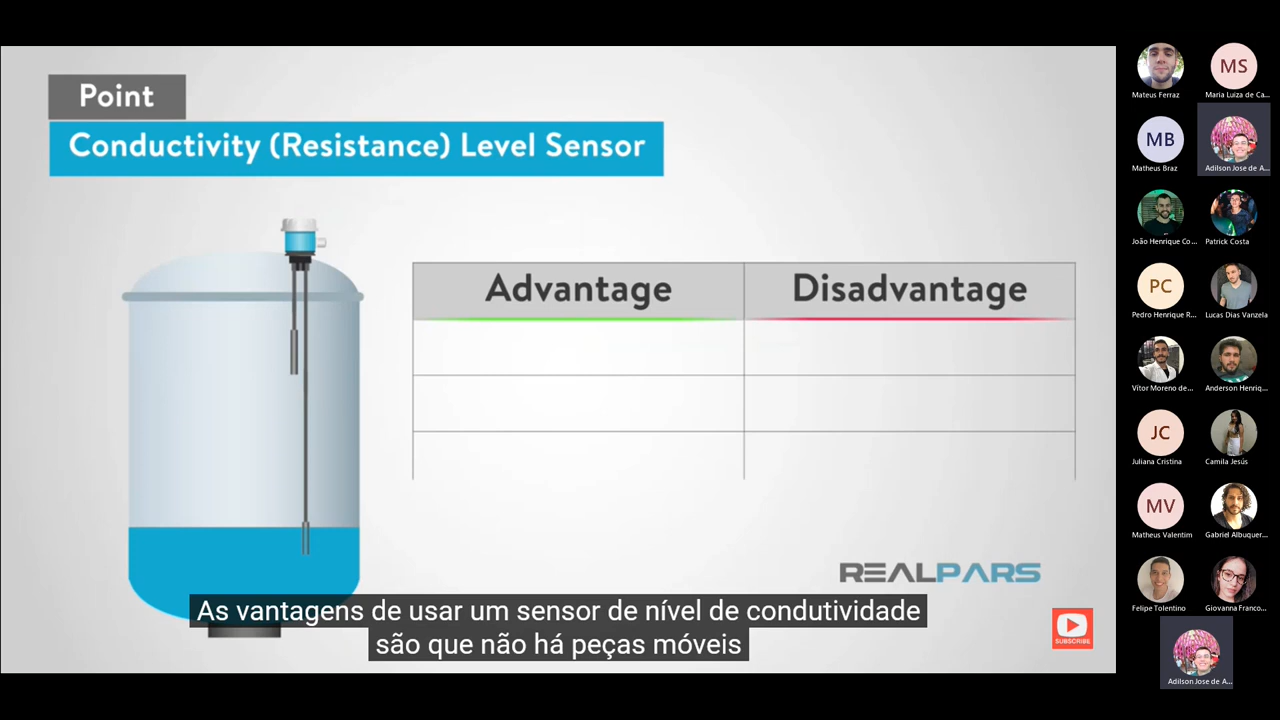 Point
Conductivity (Resistance) Level Sensor
Advantage Disadvantage
REALPARS
SUBSCRIBE
As vantagens de usar um sensor de nível de condutividade
são que não há peças móveis
Mateus Ferraz
MS
Maria Luiza de Ca...
MB
Matheus Braz
Adilson Jose de A...
João Henrique Co...
Patrick Costa
PC
Pedro Henrique R...
Lucas Dias Vanzela
Vítor Moreno de...
Anderson Henriq...
JC
Juliana Cristina
Camila Jesús
MV
Matheus Valentim
Gabriel Albuquer...
Felipe Tolentino
Giovanna Franco...
Adilson Jose de A...